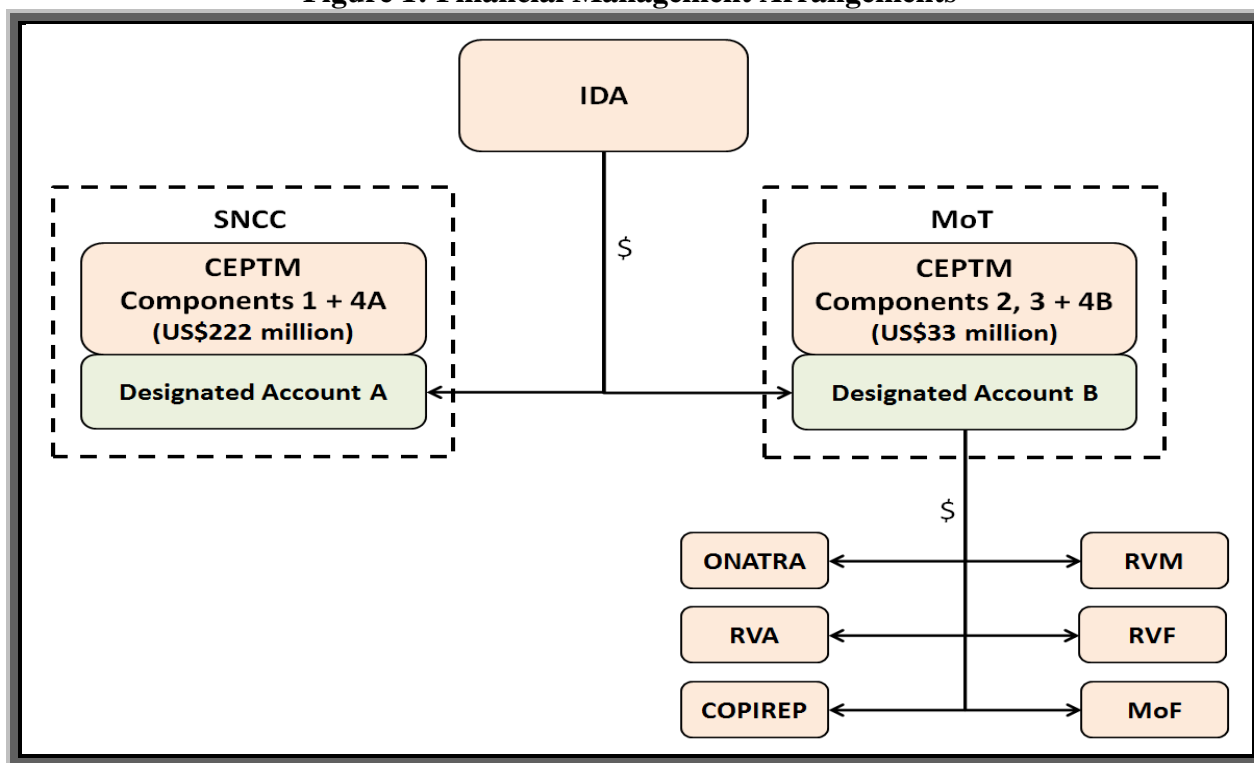 Figure 1: Financial Management Arrangements
IDA
SNCC
CEPTM
Components 1 + 4A
(US$222 million)
Designated Account A
$
MoT
CEPTM
Components 2, 3 + 4B
(US$33 million)
Designated Account B
$
ONATRA
RVM
RVA
RVF
COPIREP
MoF